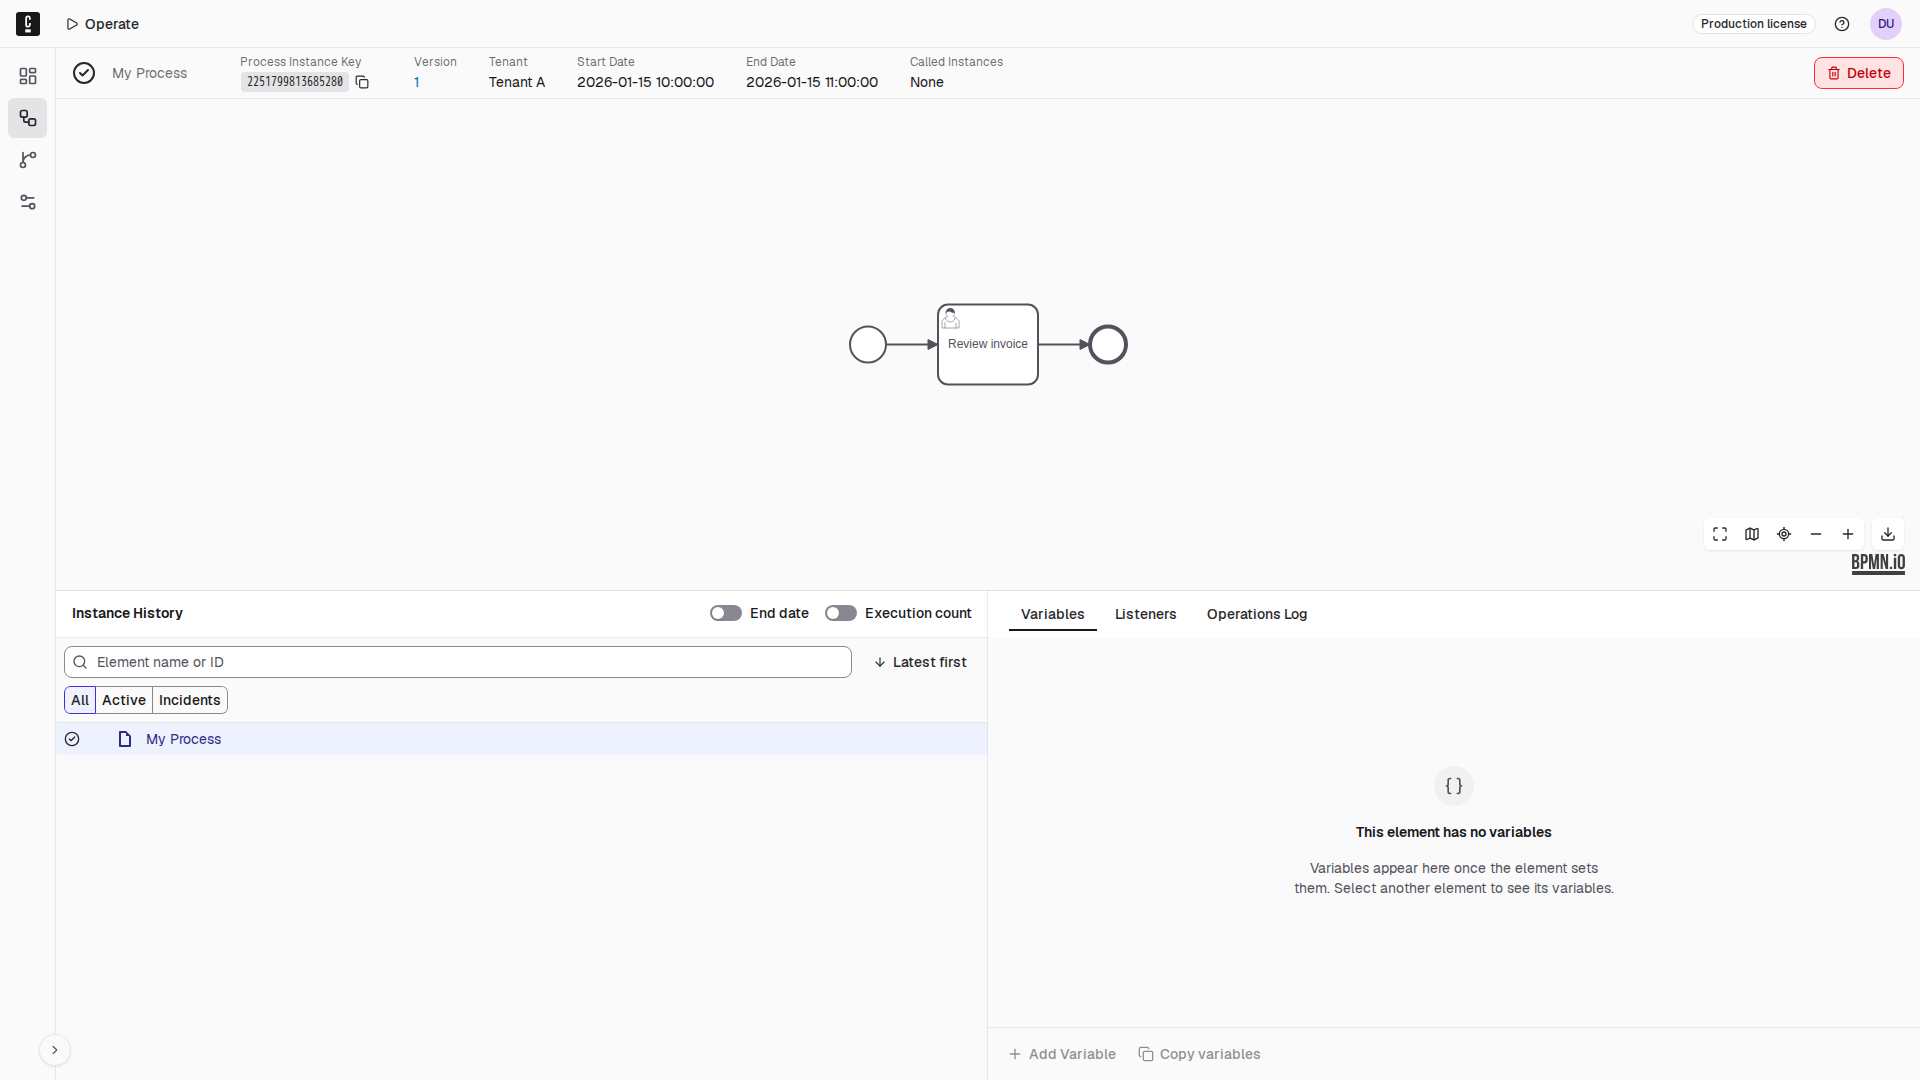 Operate
Production license
DU
My Process
Process Instance Key
2251799813685280
Version
1
Tenant
Tenant A
Start Date
2026-01-15 10:00:00
End Date
2026-01-15 11:00:00
Called Instances
None
Delete
Review invoice
BPMN.iO
Instance History
End date
Execution count
Element name or ID
Latest first
All
Active
Incidents
My Process
Variables
Listeners
Operations Log
{ }
This element has no variables
Variables appear here once the element sets
them. Select another element to see its variables.
Add Variable
Copy variables